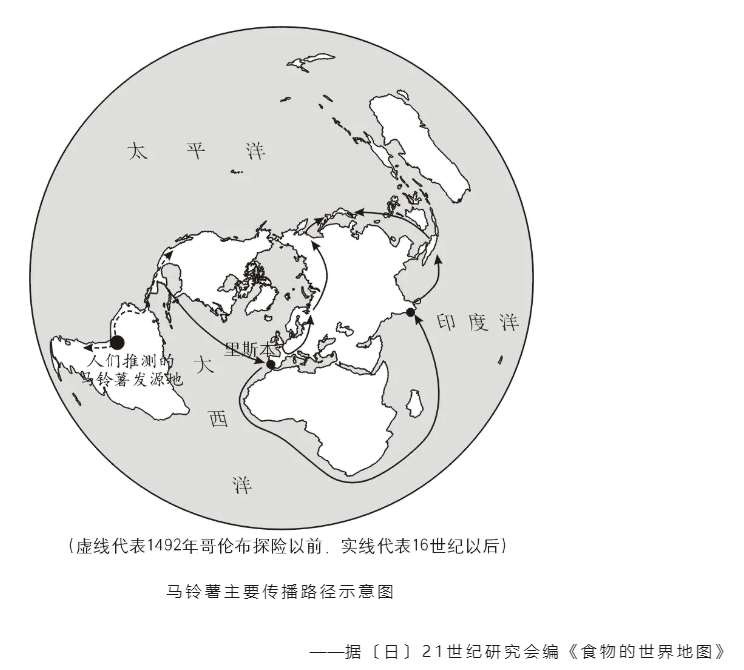 太 平 洋
印 度 洋
里斯本
人们推测的
马铃薯发源地
大
西
洋
(虚线代表1492年哥伦布探险以前，实线代表16世纪以后)
马铃薯主要传播路径示意图
——据〔日〕21世纪研究会编《食物的世界地图》